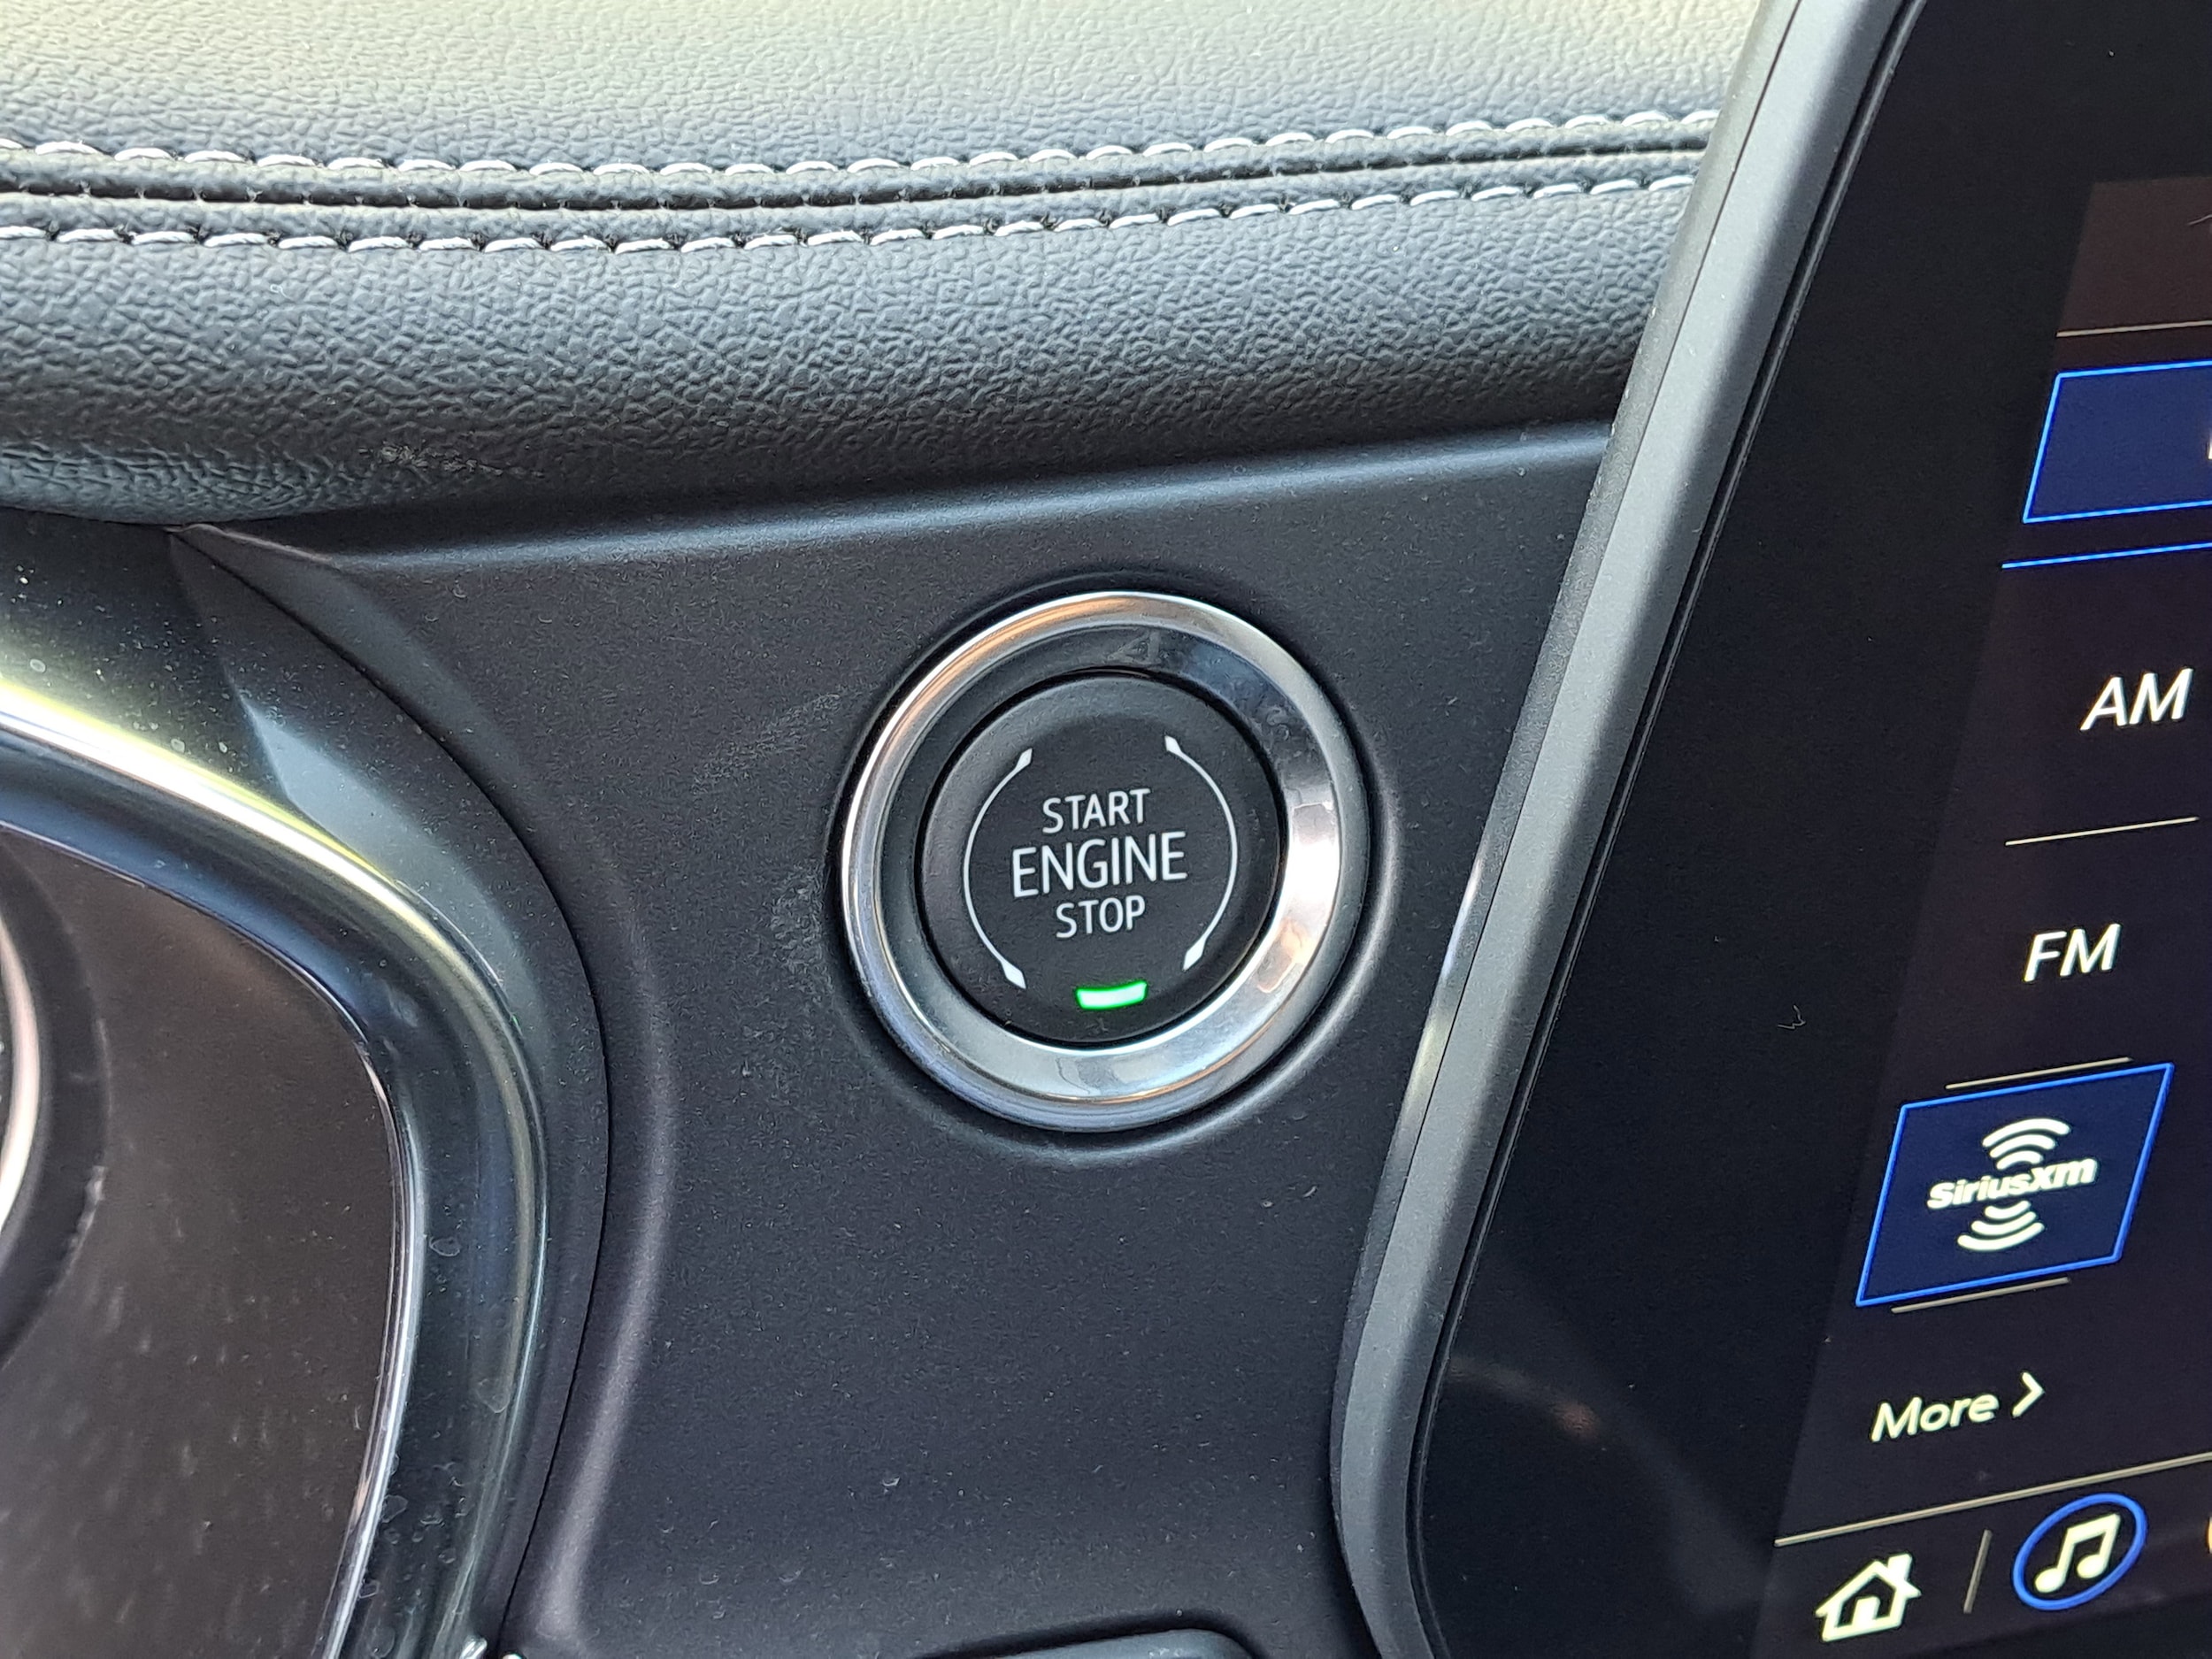 START
ENGINE
STOP
AM
FM
SiriusXm
More >